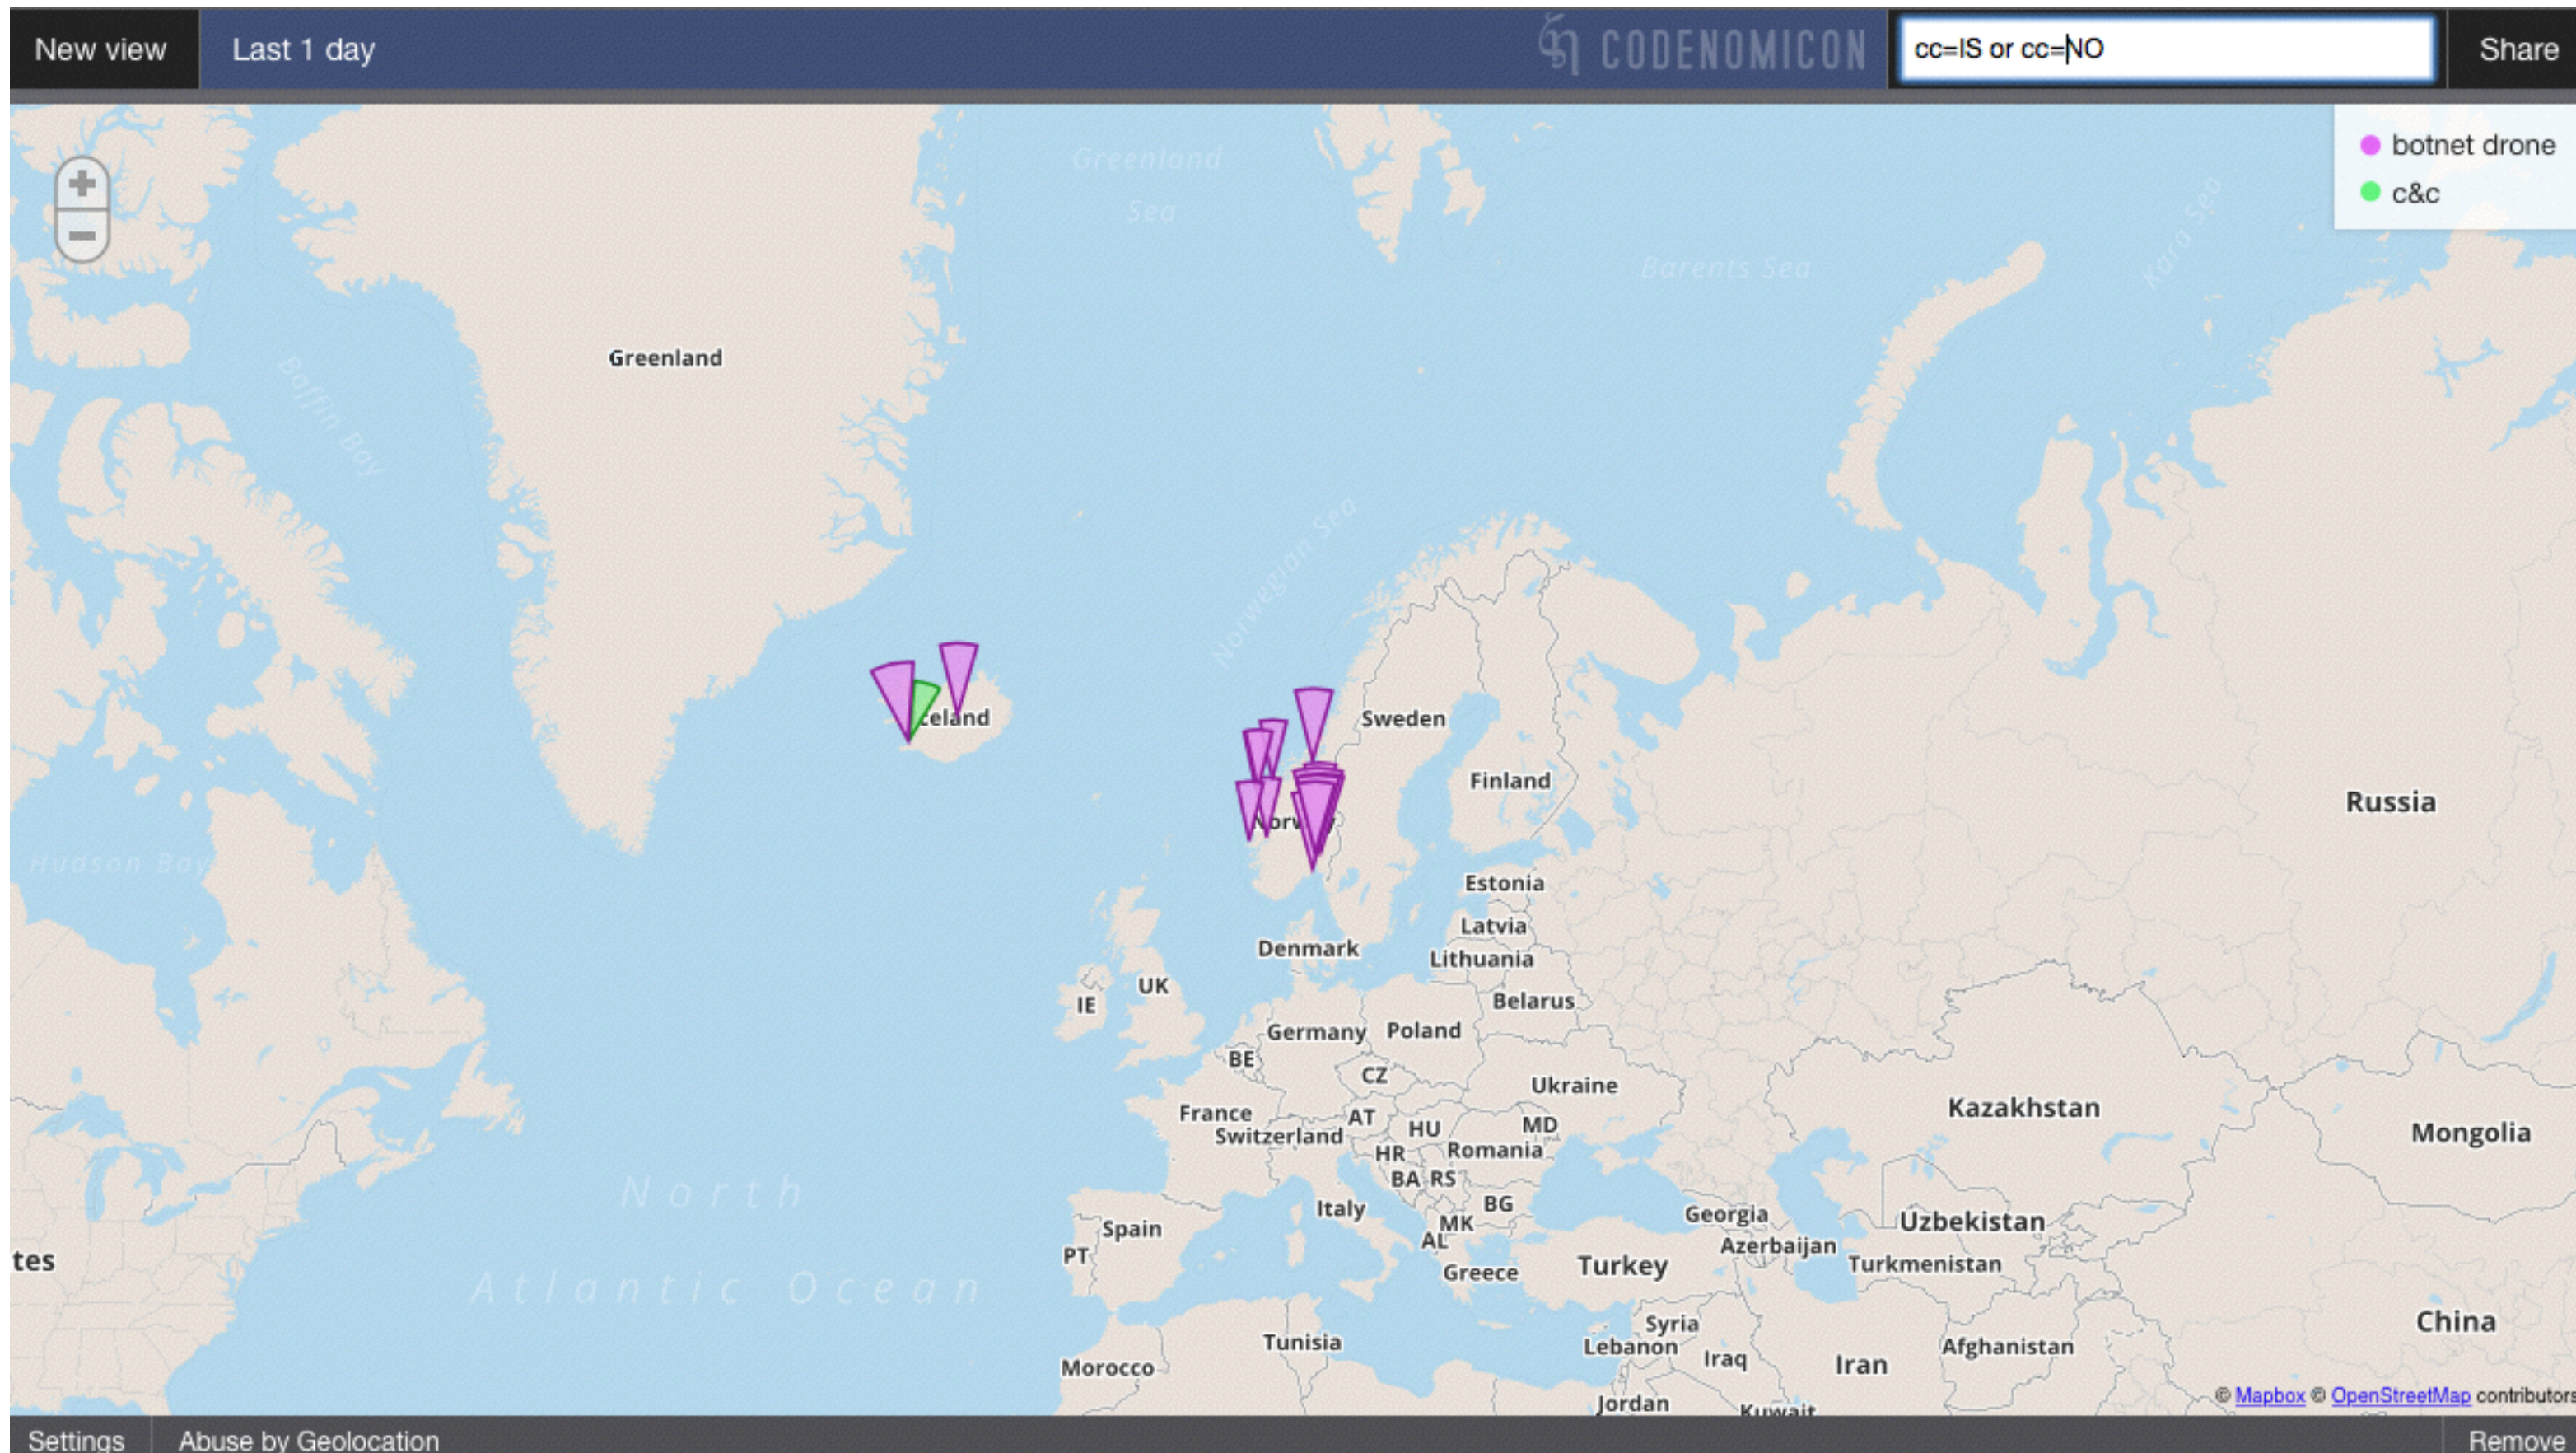 New view
Last 1 day
CODENOMICON
cc=IS or cc=NO
Share
botnet drone
c&c
Greenland
Sea
Barents Sea
Kara Sea
Greenland
Baffin Bay
Norwegian Sea
celand
Sweden
Finland
Norw y
Russia
Hudson Bay
Estonia
Latvia
Denmark
Lithuania
UK
IE
Belarus
Germany
Poland
BE
CZ
Ukraine
France
AT
Kazakhstan
Switzerland
HU
MD
Mongolia
HR
Romania
BA
RS
North
Italy
BG
Spain
MK
Georgia
Uzbekistan
AL
Azerbaijan
PT
tes
Greece
Turkey
Turkmenistan
Atlantic Ocean
Syria
China
Tunisia
Lebanon
Afghanistan
Morocco
Iraq
Iran
Jordan
Kuwait
© Mapbox © OpenStreetMap contributors
Settings
Abuse by Geolocation
Remove